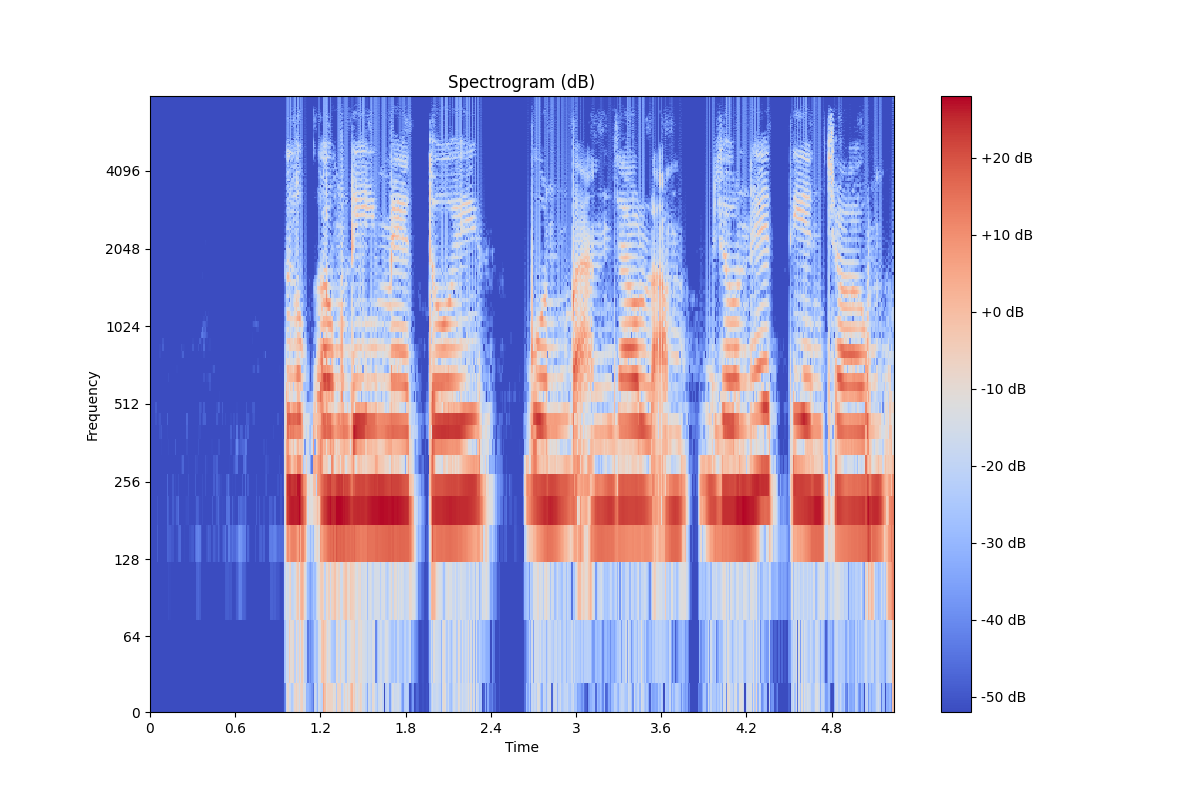 Spectrogram (dB)
Frequency
4096
2048
1024
512
256
128
64
0
0 0.6 1.2 1.8 2.4 3 3.6 4.2 4.8
Time
+20 dB
+10 dB
+0 dB
-10 dB
-20 dB
-30 dB
-40 dB
-50 dB